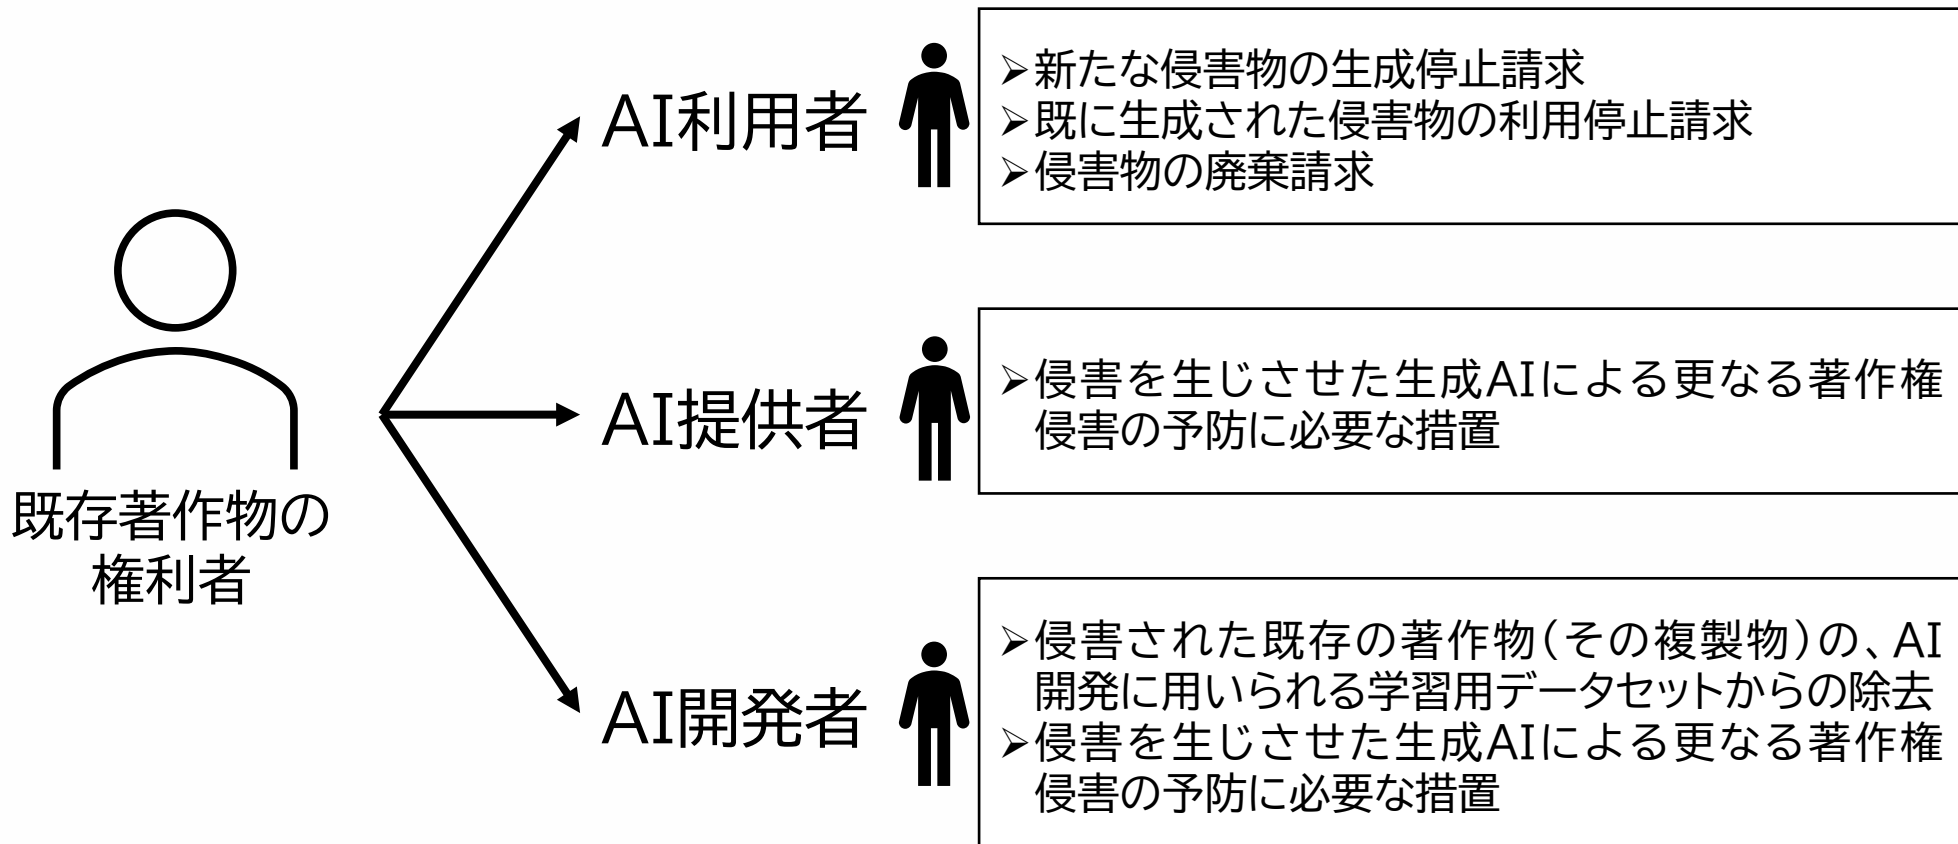 既存著作物の
権利者
AI利用者
➢新たな侵害物の生成停止請求
➢既に生成された侵害物の利用停止請求
➢侵害物の廃棄請求
AI提供者
➢侵害を生じさせた生成AIによる更なる著作権
侵害の予防に必要な措置
AI開発者
➢侵害された既存の著作物(その複製物)の、AI
開発に用いられる学習用データセットからの除去
➢侵害を生じさせた生成AIによる更なる著作権
侵害の予防に必要な措置